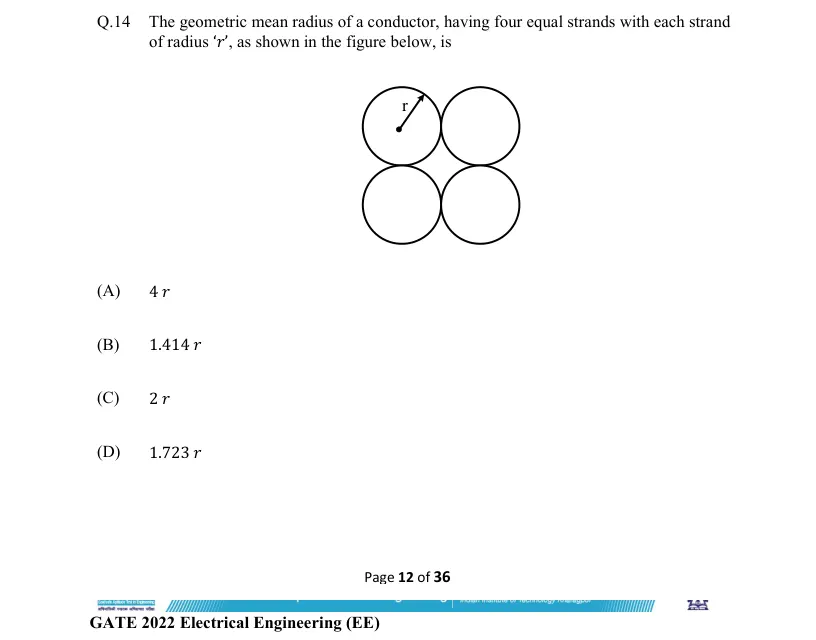 Q.14 The geometric mean radius of a conductor, having four equal strands with each strand
of radius ‘r’, as shown in the figure below, is
r
(A) 4 r
(B) 1.414 r
(C) 2 r
(D) 1.723 r
Page 12 of 36
GATE 2022 Electrical Engineering (EE)